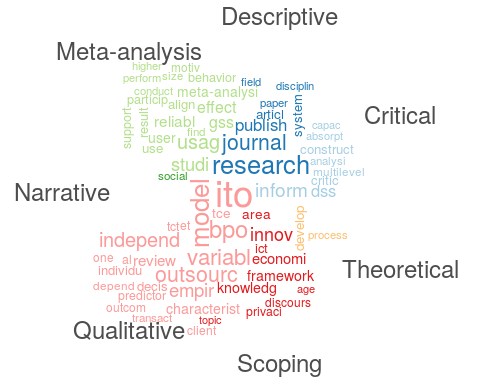 Descriptive
Meta-analysis
higher motiv
perform size behavior field disciplin
conduct meta-analysi
particip align effect paper
support result reliabl gss articl system
user find publish capac
use usag journal absorpt
construct
studi research analysi
multilevel
social critic
inform dss
Critical
Narrative
model ito
tce area
tctet bpo innov develop process
independ
ict
one al review variabl economi
individu outsourc framework
depend decls empir knowledg age
predictor
outcom characterist discours
privaci
transact topic
client
Theoretical
Qualitative
Scoping